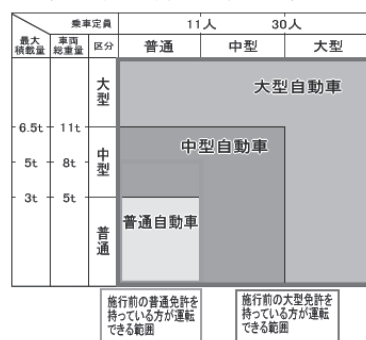 乗車定員 11人 30人
最大積載量 車両総重量 区分 普通 中型 大型
大型
大型自動車
6.5t 11t
中型自動車
5t 8t 中型
3t 5t
普通自動車
普通
施行前の普通免許を
持っている方が運転
できる範囲
施行前の大型免許を
持っている方が運転
できる範囲